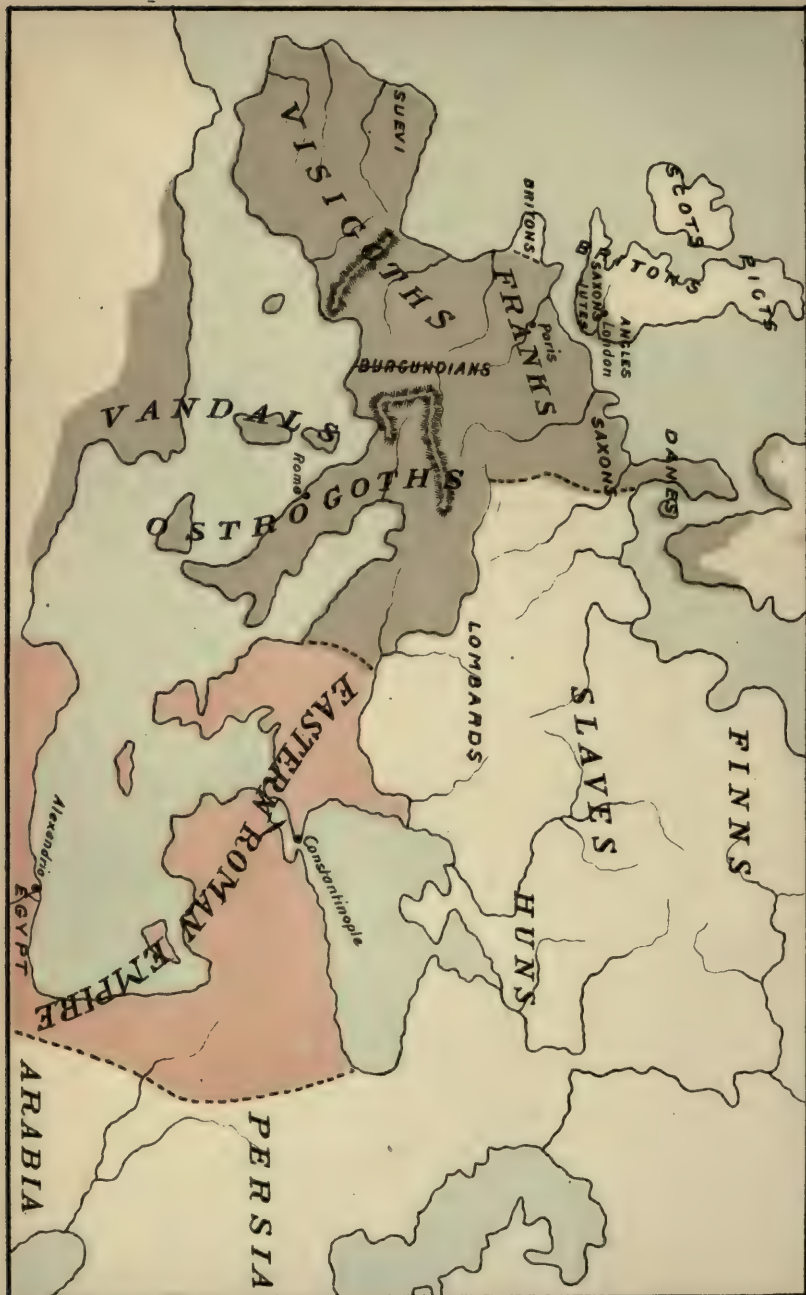 FINNS
PICTS
SCOTS
BRITONS
ANGLES
London
SAXONS
JUTES
DANES
SAXONS
SLAVES
BRITONS
FRANKS
Paris
HUNS
LOMBARDS
SUEVI
VISIGOTHS
BURGUNDIANS
OSTROGOTHS
Rome
VANDALS
EASTERN ROMAN EMPIRE
Constantinople
PERSIA
Alexandria
EGYPT
ARABIA